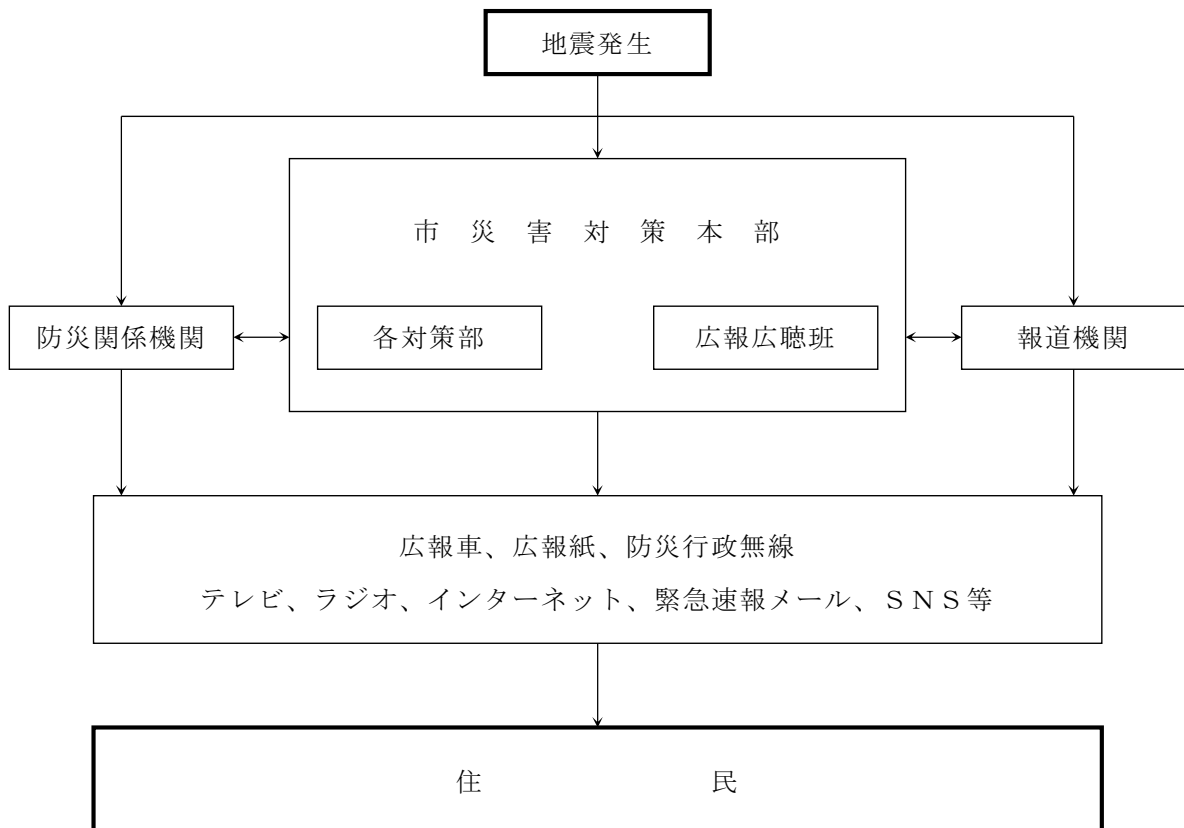 地震発生
市災害対策本部
防災関係機関
各対策部
広報広聴班
報道機関
広報車、広報紙、防災行政無線
テレビ、ラジオ、インターネット、緊急速報メール、ＳＮＳ等
住民